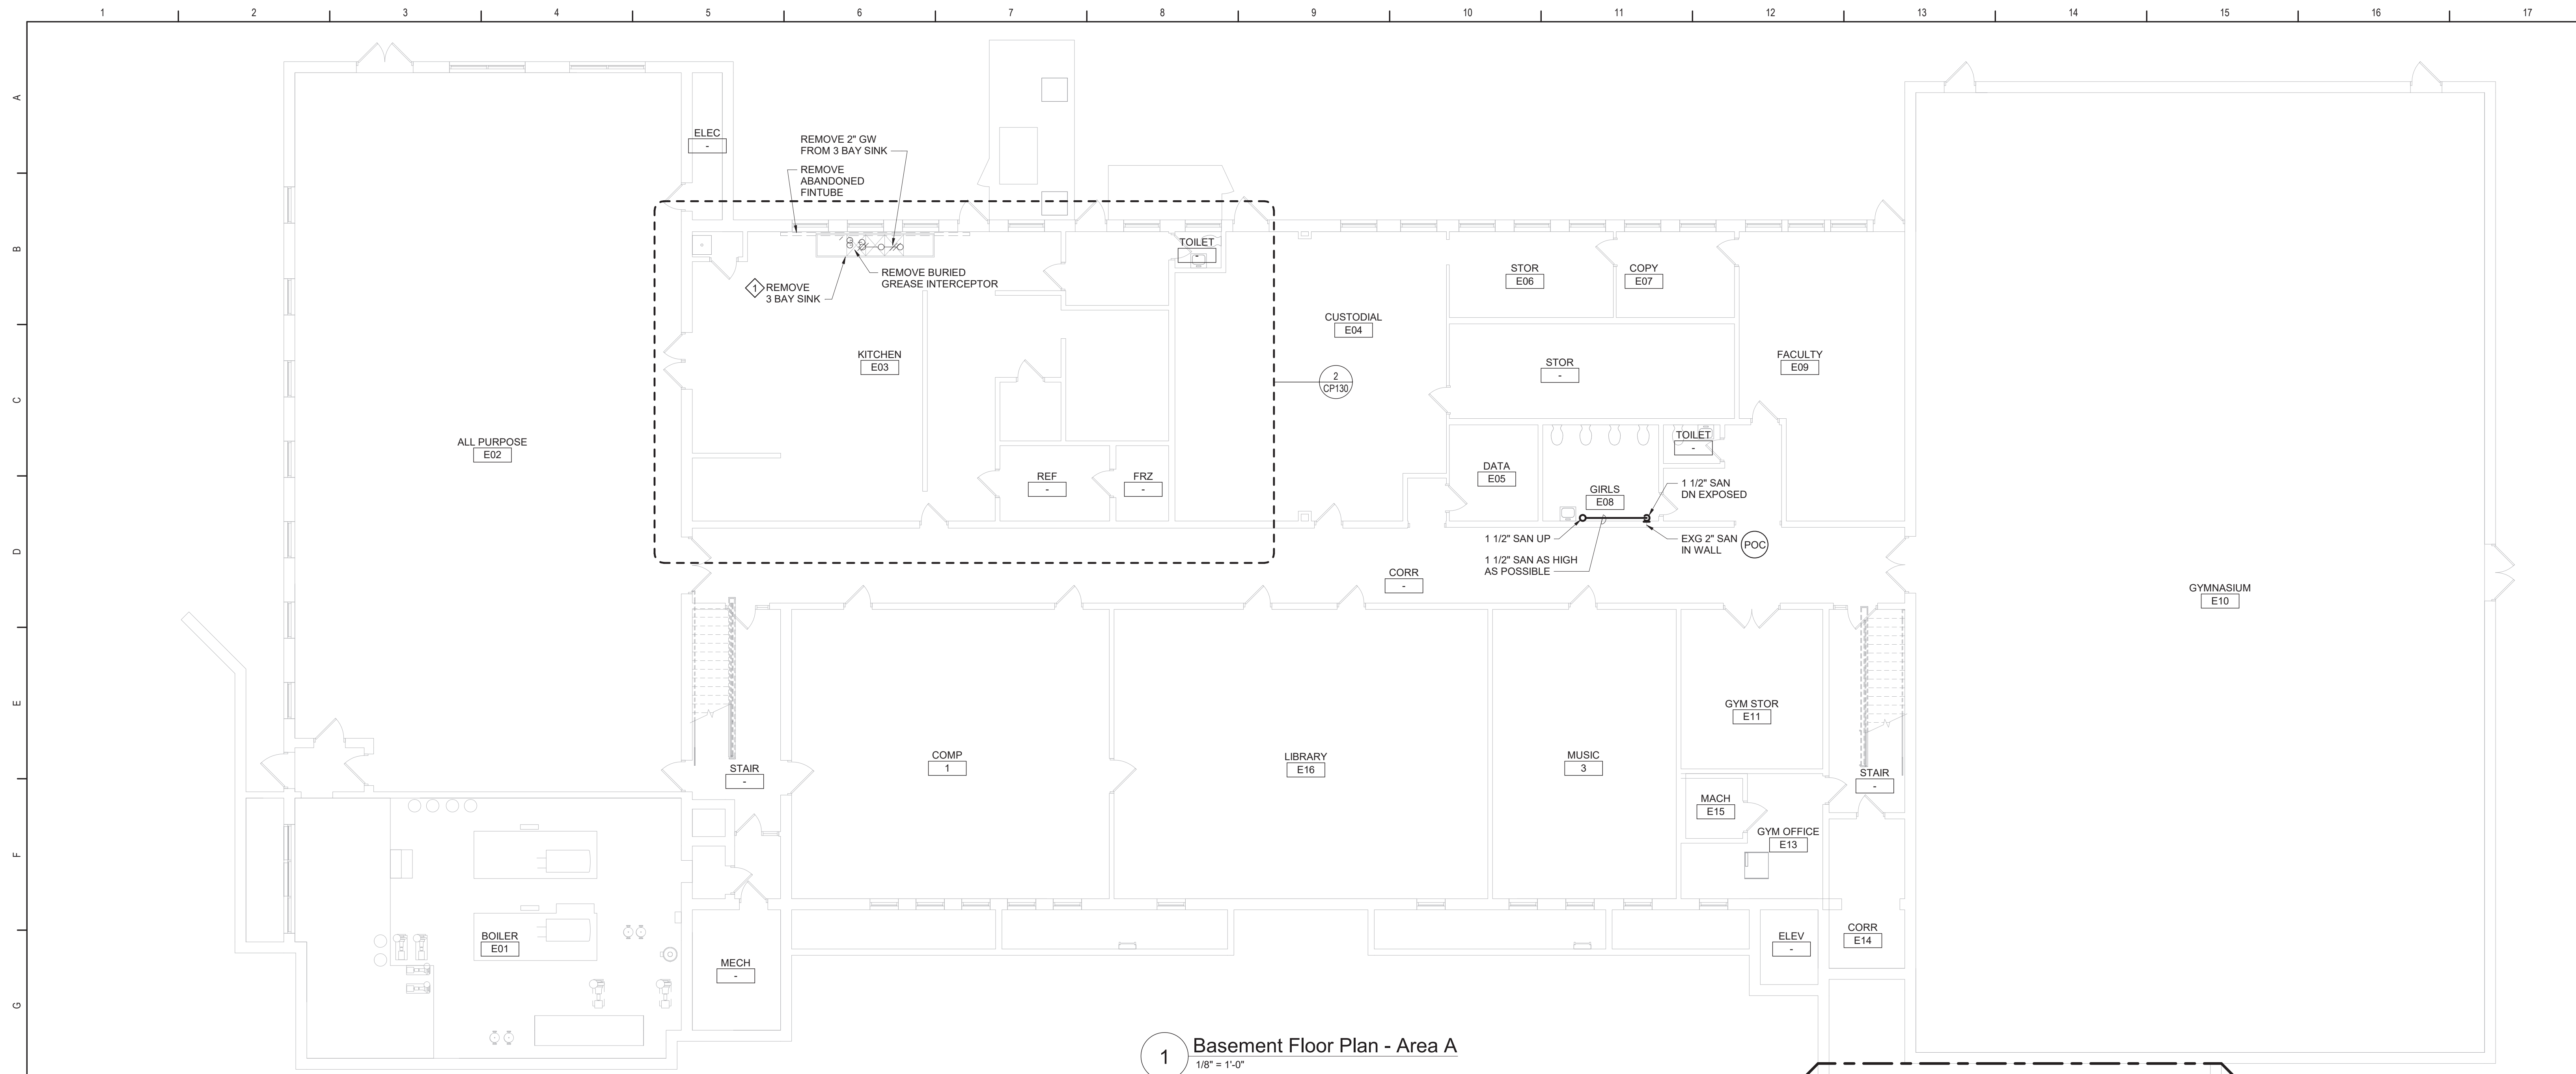 1 2 3 4 5 6 7 8 9 10 11 12 13 14 15 16 17
A
B
C
D
E
F
G
ELEC
-
REMOVE 2" GW
FROM 3 BAY SINK
REMOVE
ABANDONED
FINTUBE
REMOVE BURIED
GREASE INTERCEPTOR
1 REMOVE
3 BAY SINK
TOILET
-
STOR
E06
COPY
E07
CUSTODIAL
E04
KITCHEN
E03
STOR
-
FACULTY
E09
2
CP130
ALL PURPOSE
E02
TOILET
-
REF
-
FRZ
-
DATA
E05
GIRLS
E08
1 1/2" SAN
DN EXPOSED
1 1/2" SAN UP
EXG 2" SAN
IN WALL
POC
1 1/2" SAN AS HIGH
AS POSSIBLE
CORR
-
GYMNASIUM
E10
GYM STOR
E11
STAIR
-
COMP
1
LIBRARY
E16
MUSIC
3
STAIR
-
MACH
E15
GYM OFFICE
E13
BOILER
E01
MECH
-
ELEV
-
CORR
E14
1
Basement Floor Plan - Area A
1/8" = 1'-0"